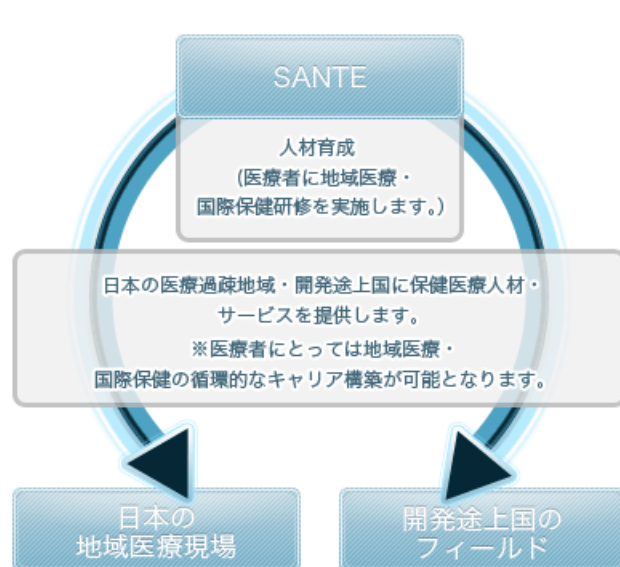 SANTE
人材育成
(医療者に地域医療・
国際保健研修を実施します。)
日本の医療過疎地域・開発途上国に保健医療人材・
サービスを提供します。
※医療者にとっては地域医療・
国際保健の循環的なキャリア構築が可能となります。
日本の
地域医療現場
開発途上国の
フィールド